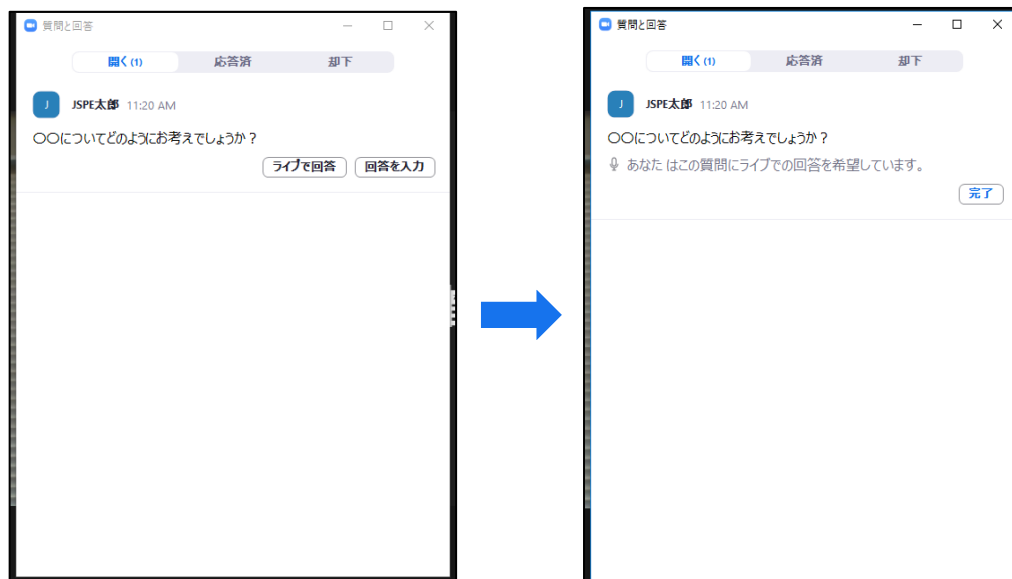 質問と回答
開く(1) 応答済 却下
J JSPE太郎 11:20 AM
〇〇についてどのようにお考えでしょうか？
ライブで回答 回答を入力
質問と回答
開く(1) 応答済 却下
J JSPE太郎 11:20 AM
〇〇についてどのようにお考えでしょうか？
あなた はこの質問にライブでの回答を希望しています。
完了